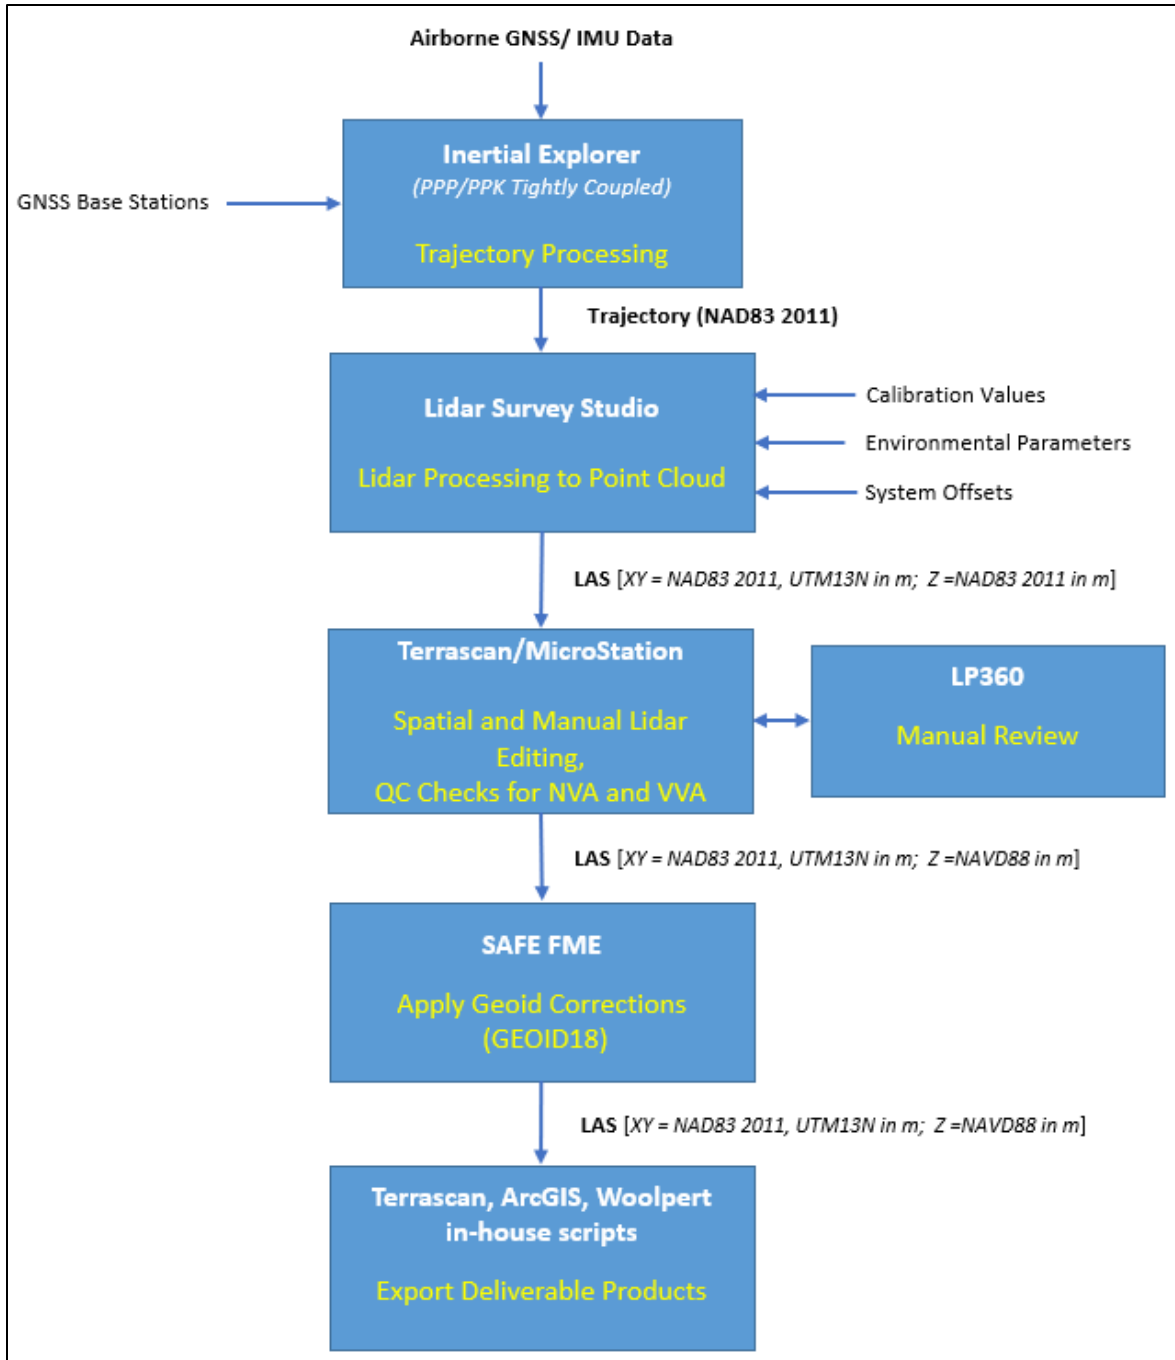 Airborne GNSS/ IMU Data
Inertial Explorer
(PPP/PPK Tightly Coupled)
GNSS Base Stations
Trajectory Processing
Trajectory (NAD83 2011)
Lidar Survey Studio
Lidar Processing to Point Cloud
Calibration Values
Environmental Parameters
System Offsets
LAS [XY = NAD83 2011, UTM13N in m; Z =NAD83 2011 in m]
Terrascan/MicroStation
Spatial and Manual Lidar
Editing,
QC Checks for NVA and VVA
LP360
Manual Review
LAS [XY = NAD83 2011, UTM13N in m; Z =NAVD88 in m]
SAFE FME
Apply Geoid Corrections
(GEOID18)
LAS [XY = NAD83 2011, UTM13N in m; Z =NAVD88 in m]
Terrascan, ArcGIS, Woolpert
in-house scripts
Export Deliverable Products